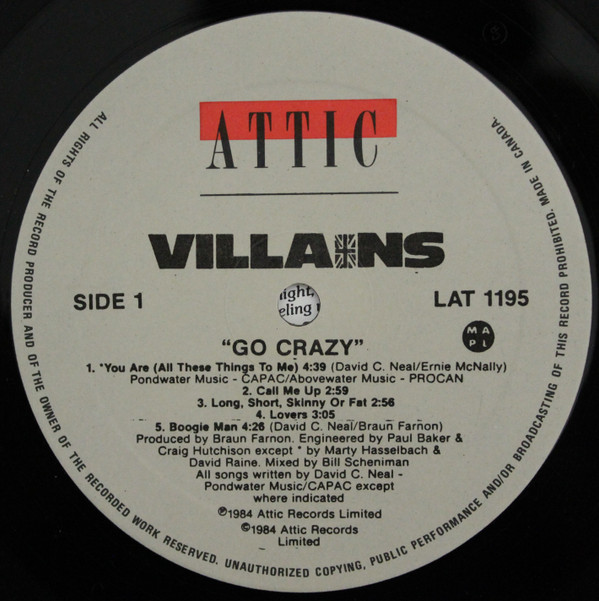 ATTIC
VILLAINS
SIDE 1
LAT 1195
ight,
eling
M A
P L
"GO CRAZY"
1. *You Are (All These Things To Me) 4:39 (David C. Neal/Ernie McNally)
Pondwater Music - CAPAC/Abovewater Music - PROCAN
2. Call Me Up 2:59
3. Long, Short, Skinny Or Fat 2:56
4. Lovers 3:05
5. Boogie Man 4:26 (David C. Neal/Braun Farnon)
Produced by Braun Farnon. Engineered by Paul Baker &
Craig Hutchison except * by Marty Hasselbach &
David Raine. Mixed by Bill Scheniman
All songs written by David C. Neal -
Pondwater Music/CAPAC except
where indicated
℗1984 Attic Records Limited
©1984 Attic Records
Limited
ALL RIGHTS OF THE RECORD PRODUCER AND OF THE OWNER OF THE RECORDED WORK RESERVED. UNAUTHORIZED COPYING, PUBLIC PERFORMANCE AND/OR BROADCASTING OF THIS RECORD PROHIBITED. MADE IN CANADA.